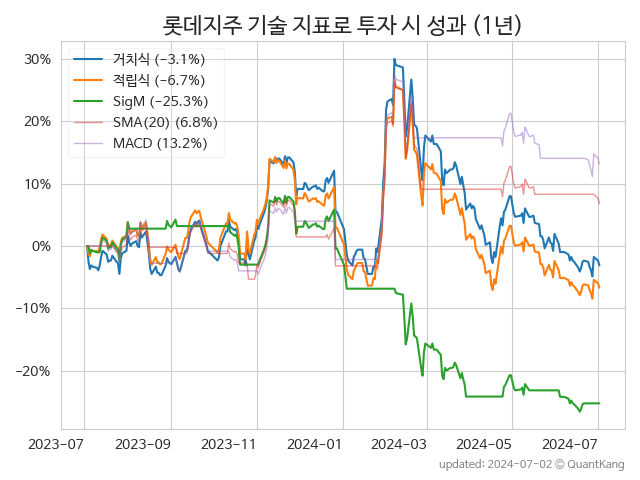 롯데지주 기술 지표로 투자 시 성과 (1년)
거치식 (−3.1%)
적립식 (−6.7%)
SigM (−25.3%)
SMA(20) (6.8%)
MACD (13.2%)
30%
20%
10%
0%
−10%
−20%
2023-07
2023-09
2023-11
2024-01
2024-03
2024-05
2024-07
updated: 2024-07-02 ⓒ QuantKang